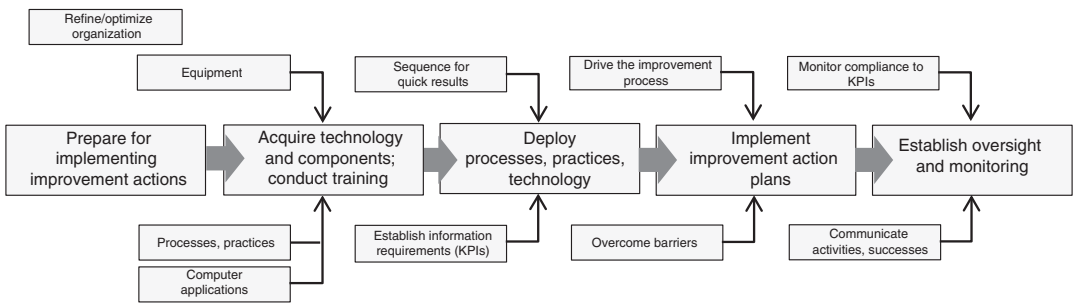 Refine/optimize
organization
Equipment
Sequence for
quick results
Drive the improvement
process
Monitor compliance to
KPIs
Prepare for
implementing
improvement actions
Acquire technology
and components;
conduct training
Deploy
processes, practices,
technology
Implement
improvement action
plans
Establish oversight
and monitoring
Processes, practices
Computer
applications
Establish information
requirements (KPIs)
Overcome barriers
Communicate
activities, successes